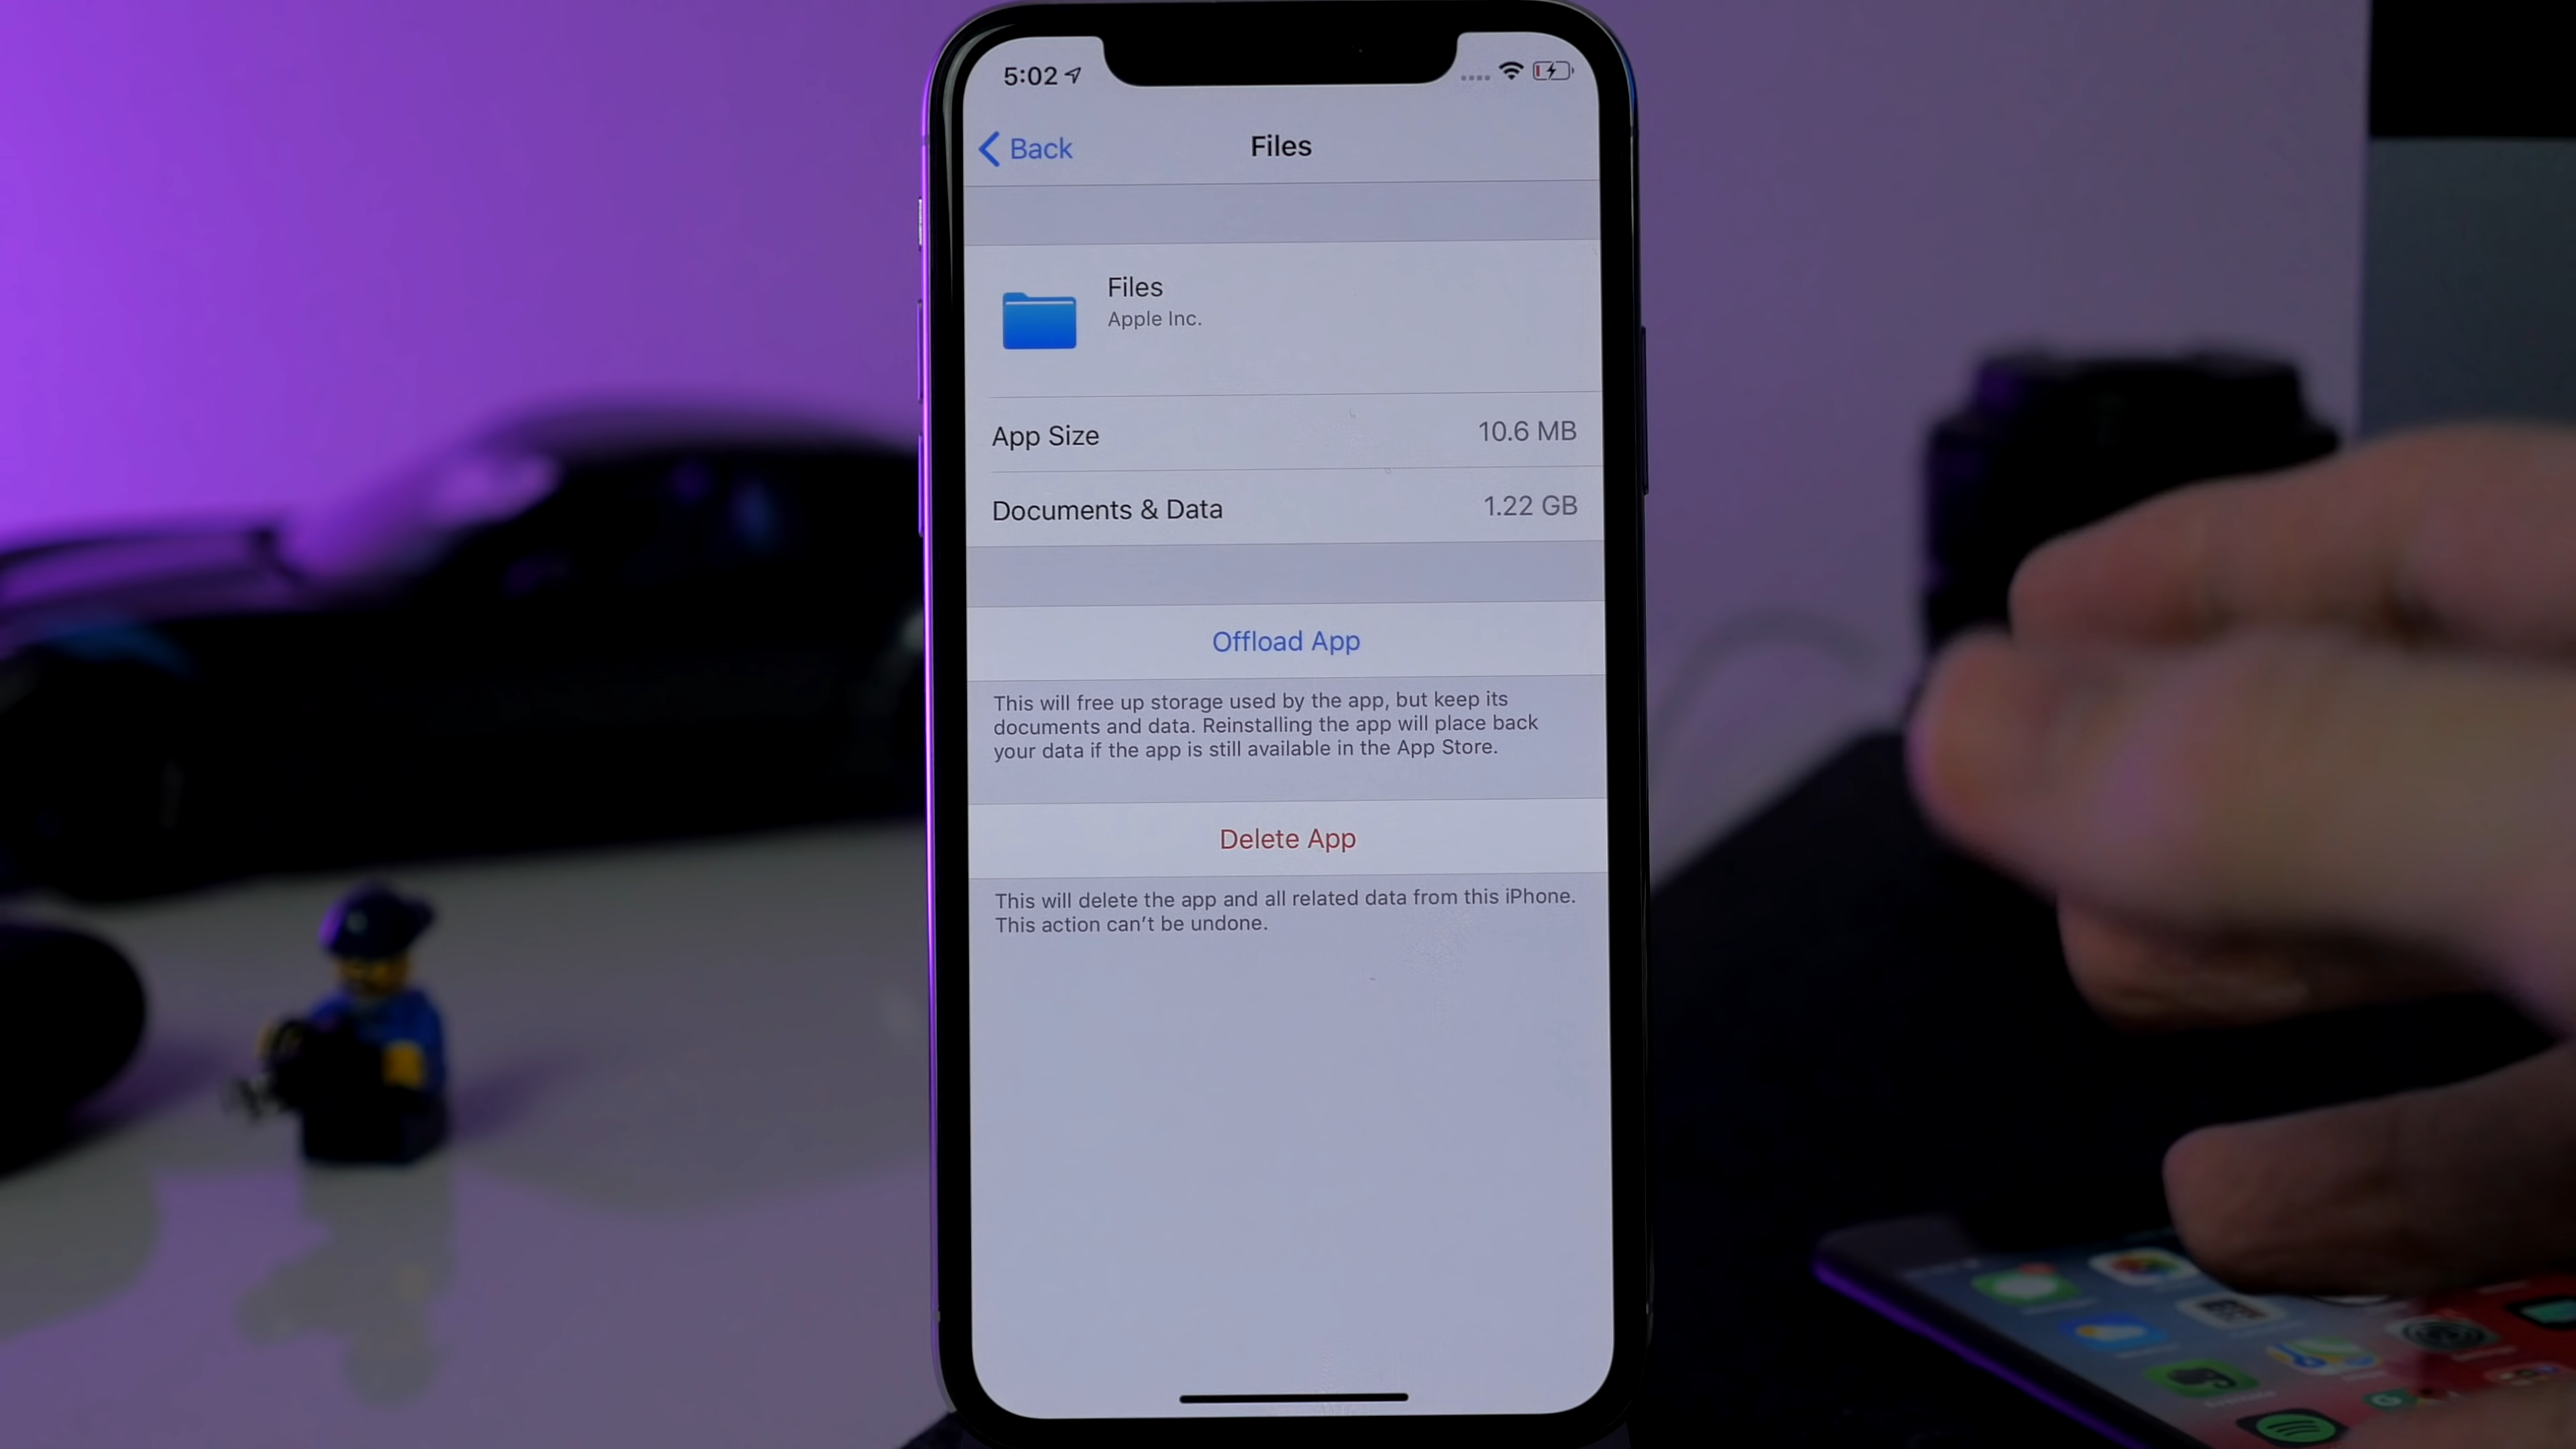 5:02
Back
Files
Files
Apple Inc.
App Size
10.6 MB
Documents & Data
1.22 GB
Offload App
This will free up storage used by the app, but keep its
documents and data. Reinstalling the app will place back
your data if the app is still available in the App Store.
Delete App
This will delete the app and all related data from this iPhone.
This action can't be undone.